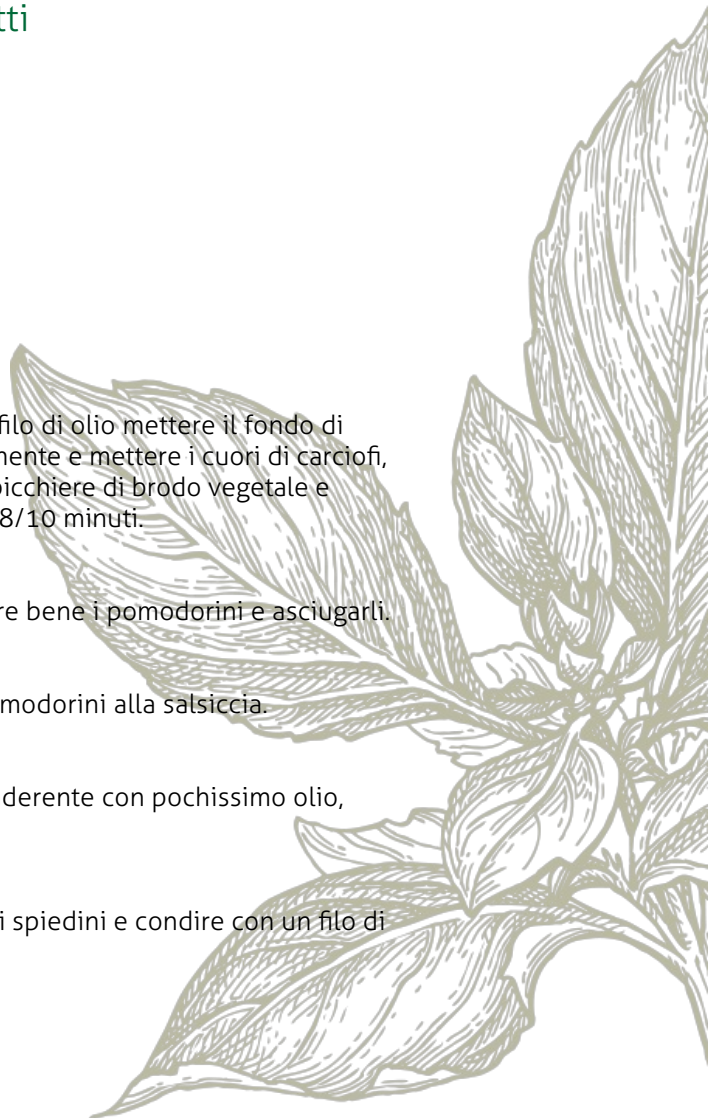 tti
filo di olio mettere il fondo di
nente e mettere i cuori di carciofi,
bicchiere di brodo vegetale e
8/10 minuti.
re bene i pomodorini e asciugarli.
modorini alla salsiccia.
derente con pochissimo olio,
i spiedini e condire con un filo di